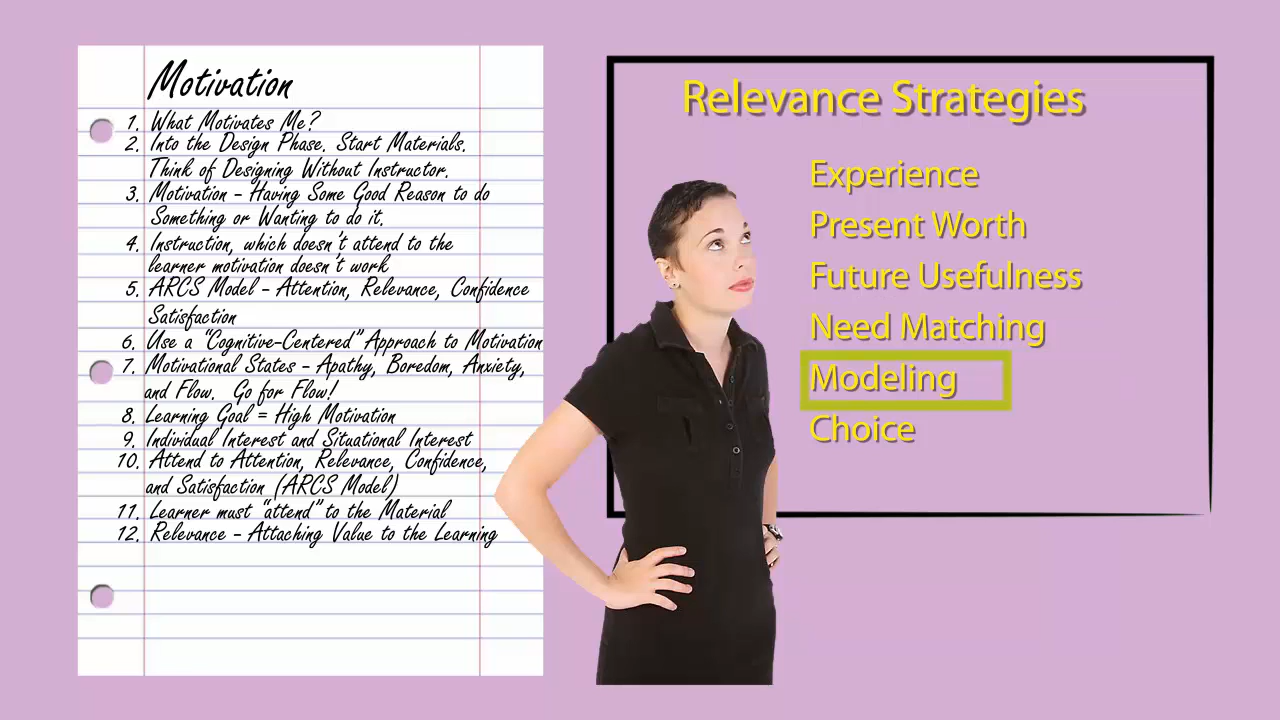 Motivation
1. What Motivates Me?
2. Into the Design Phase. Start Materials.
Think of Designing Without Instructor.
3. Motivation - Having Some Good Reason to do
Something or Wanting to do it.
4. Instruction, which doesn't attend to the
learner motivation doesn't work
5. ARCS Model - Attention, Relevance, Confidence
Satisfaction
6. Use a "Cognitive-Centered" Approach to Motivation
7. Motivational States - Apathy, Boredom, Anxiety,
and Flow. Go for Flow!
8. Learning Goal = High Motivation
9. Individual Interest and Situational Interest
10. Attend to Attention, Relevance, Confidence,
and Satisfaction (ARCS Model)
11. Learner must "attend" to the Material
12. Relevance - Attaching Value to the Learning
Relevance Strategies
Experience
Present Worth
Future Usefulness
Need Matching
Modeling
Choice